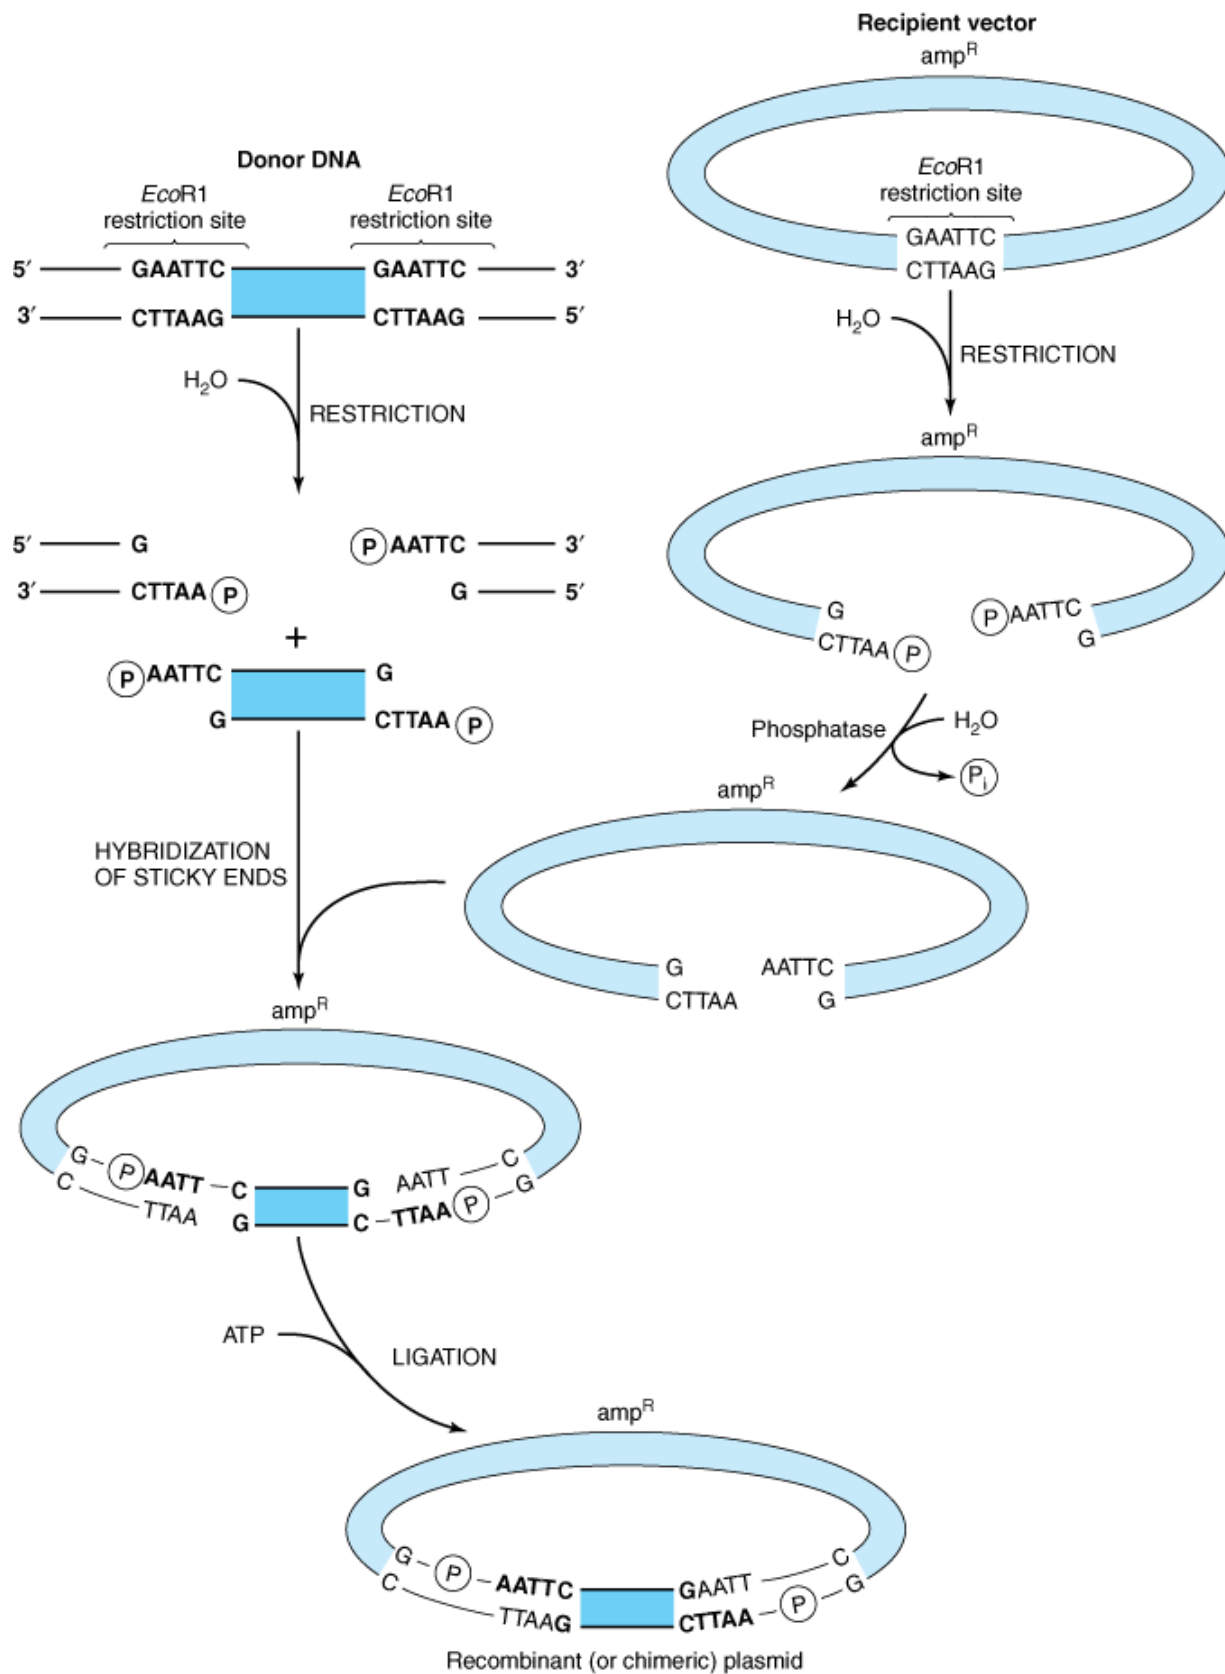 Recipient vector
ampR
EcoR1
restriction site
GAATTC
CTTAAG
H2O
RESTRICTION
ampR
G
CTTAA P
P AATTC
G
Phosphatase
H2O
Pi
ampR
G AATTC
CTTAA G
Donor DNA
EcoR1
restriction site
EcoR1
restriction site
5′ GAATTC GAATTC 3′
3′ CTTAAG CTTAAG 5′
H2O
RESTRICTION
5′ G P AATTC 3′
3′ CTTAA P G 5′
+
P AATTC G
G CTTAA P
HYBRIDIZATION
OF STICKY ENDS
ampR
G P AATT C G AATT C
C TTAA G C TTAA P G
ATP
LIGATION
ampR
G P AATTC GAATT C
C TTAAG CTTAA P G
Recombinant (or chimeric) plasmid